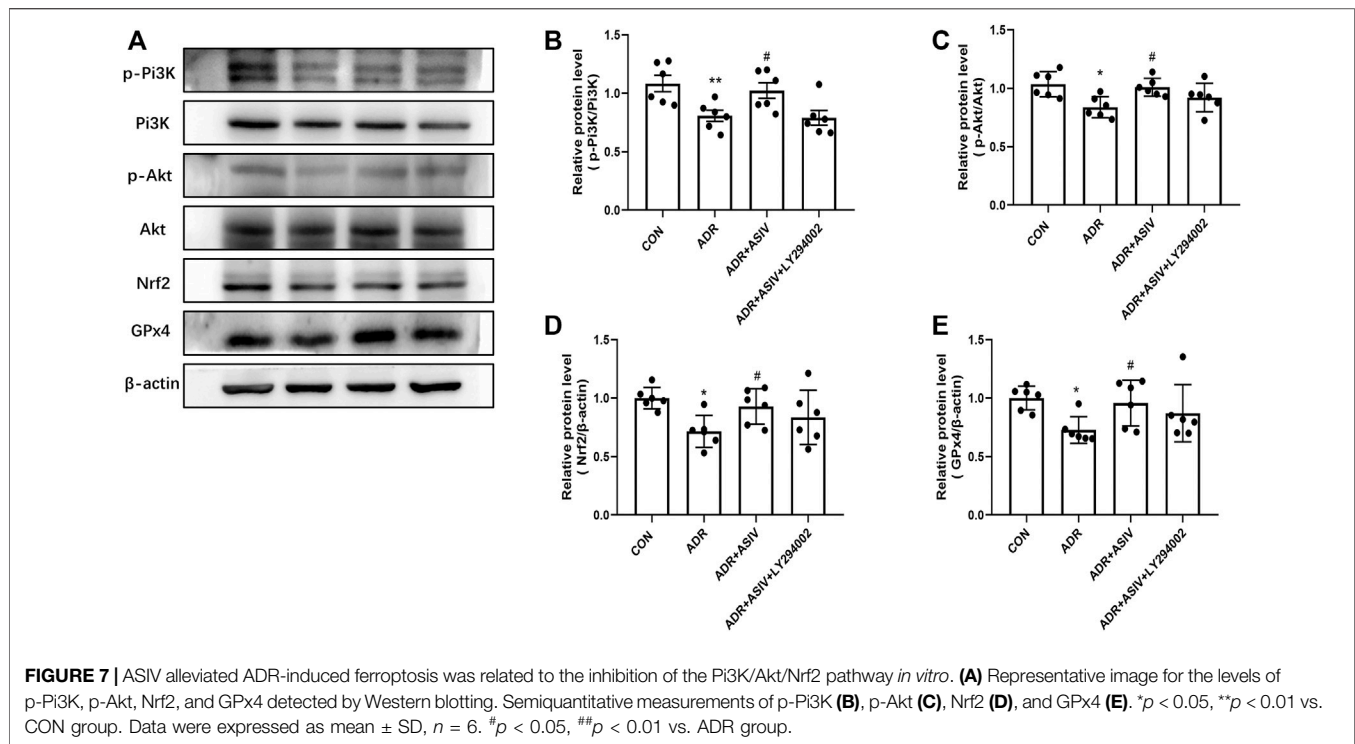 A
p-Pi3K
Pi3K
p-Akt
Akt
Nrf2
GPx4
β-actin
B
Relative protein level
( p-Pi3K/Pi3K)
1.5
1.0
0.5
0.0
**
#
CON
ADR
ADR+ASIV
ADR+ASIV+LY294002
C
Relative protein level
( p-Akt/Akt)
1.5
1.0
0.5
0.0
*
#
CON
ADR
ADR+ASIV
ADR+ASIV+LY294002
D
Relative protein level
( Nrf2/β-actin)
1.5
1.0
0.5
0.0
*
#
CON
ADR
ADR+ASIV
ADR+ASIV+LY294002
E
Relative protein level
( GPx4/β-actin)
1.5
1.0
0.5
0.0
*
#
CON
ADR
ADR+ASIV
ADR+ASIV+LY294002
FIGURE 7 | ASIV alleviated ADR-induced ferroptosis was related to the inhibition of the Pi3K/Akt/Nrf2 pathway in vitro. (A) Representative image for the levels of
p-Pi3K, p-Akt, Nrf2, and GPx4 detected by Western blotting. Semiquantitative measurements of p-Pi3K (B), p-Akt (C), Nrf2 (D), and GPx4 (E). *p < 0.05, **p < 0.01 vs.
CON group. Data were expressed as mean ± SD, n = 6. #p < 0.05, ##p < 0.01 vs. ADR group.